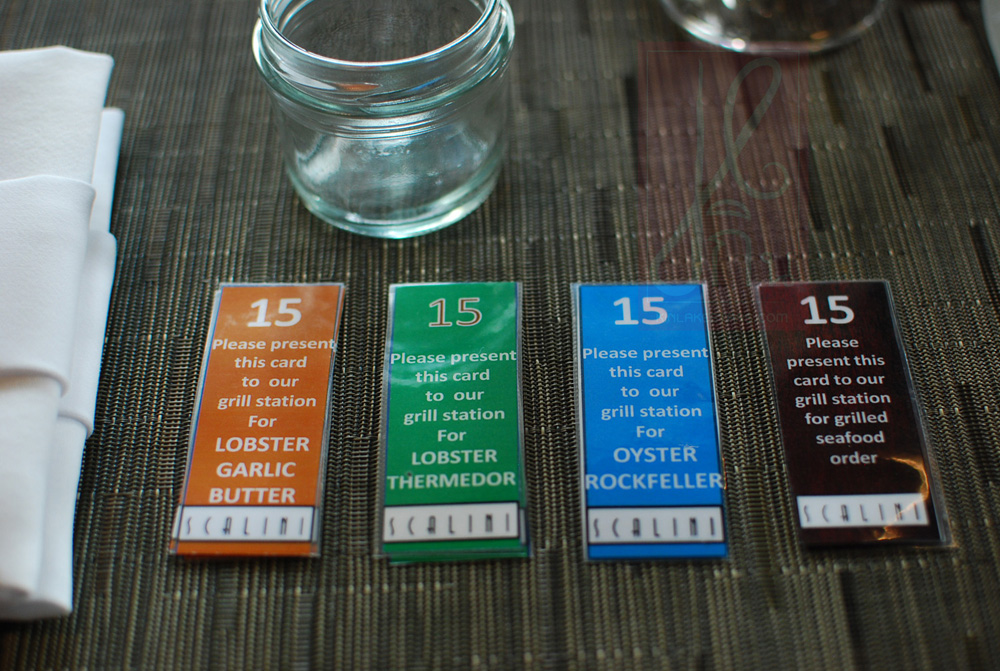 15
Please present
this card
to our
grill station
For
LOBSTER
GARLIC
BUTTER
SCALINI
15
Please present
this card
to our
grill station
For
LOBSTER
THERMEDOR
SCALINI
15
Please present
this card
to our
grill station
For
OYSTER
ROCKFELLER
SCALINI
15
Please
present this
card to our
grill station
for grilled
seafood
order
SCALINI